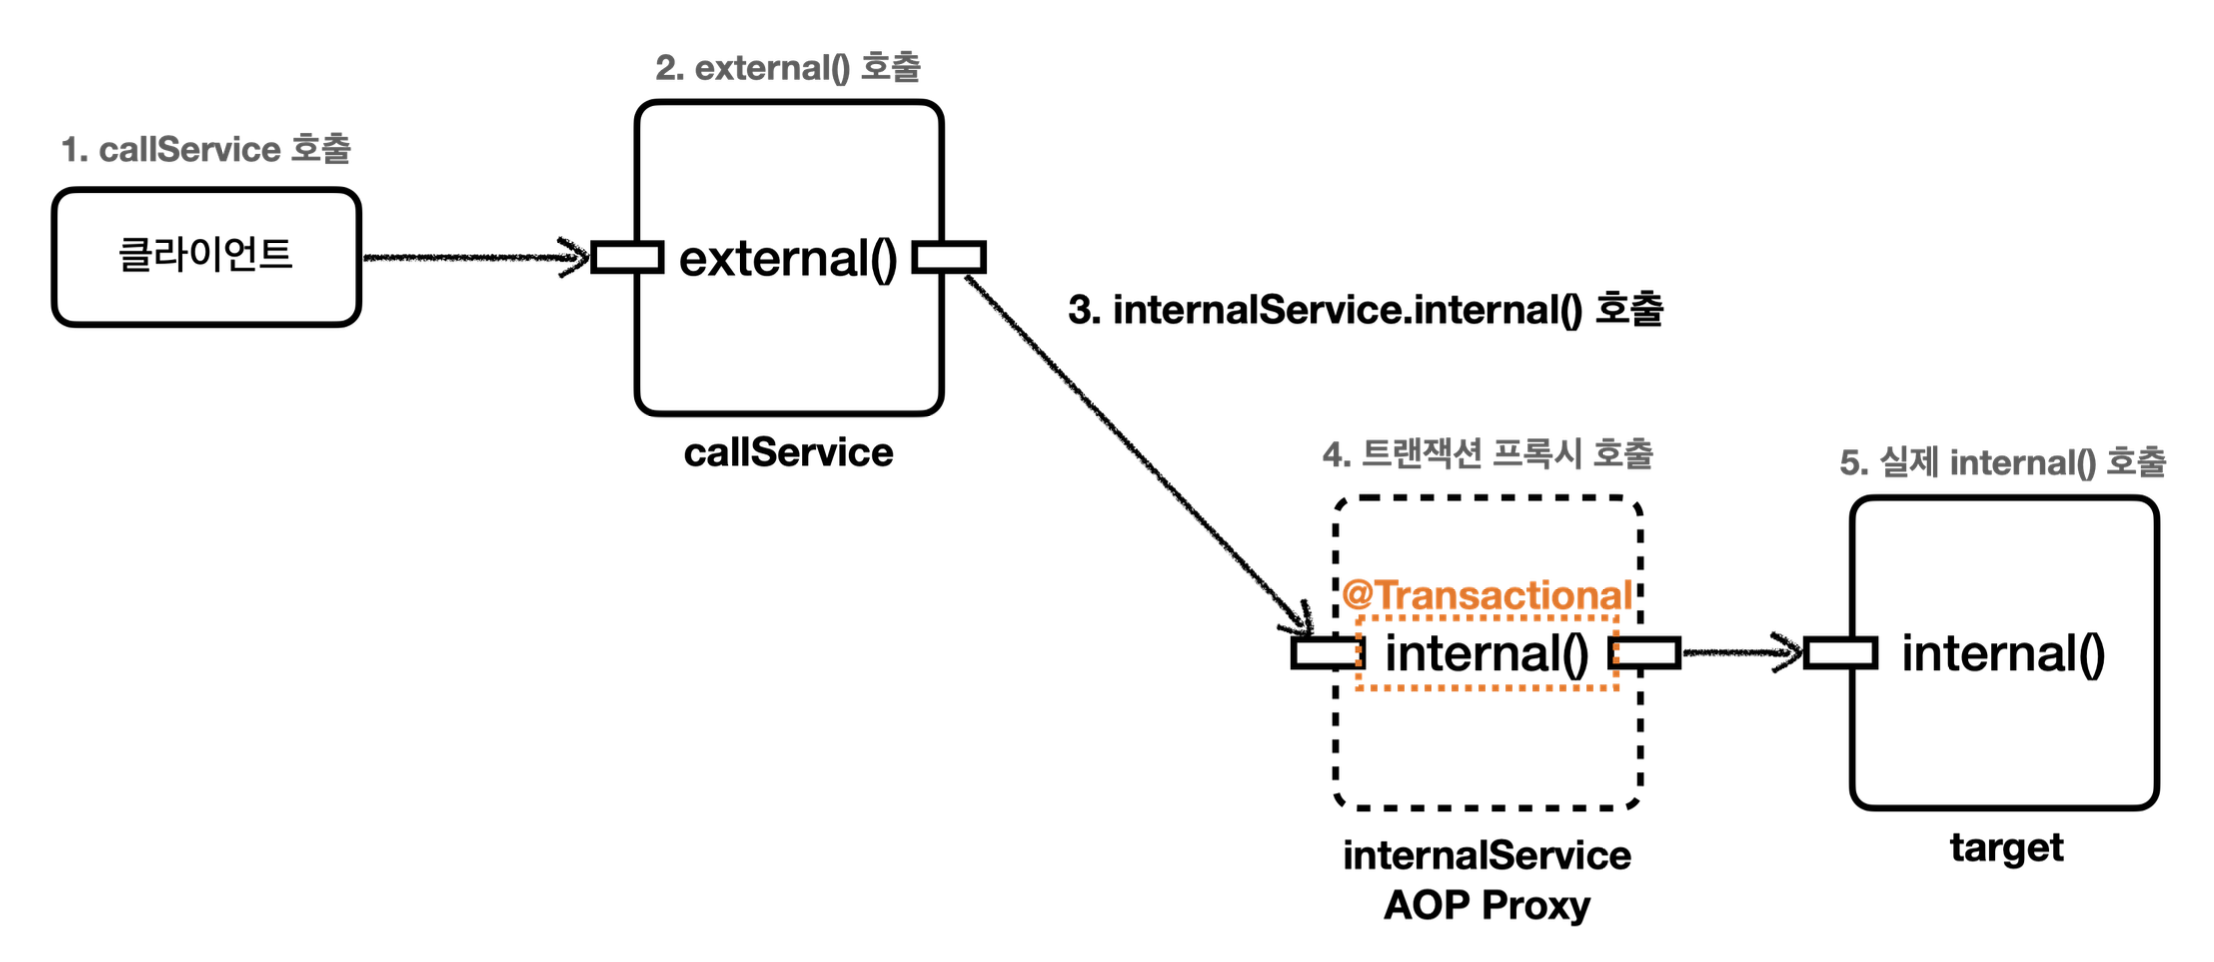 1. callService 호출
클라이언트
2. external() 호출
external()
callService
3. internalService.internal() 호출
4. 트랜잭션 프록시 호출
@Transactional
internal()
internalService
AOP Proxy
5. 실제 internal() 호출
internal()
target